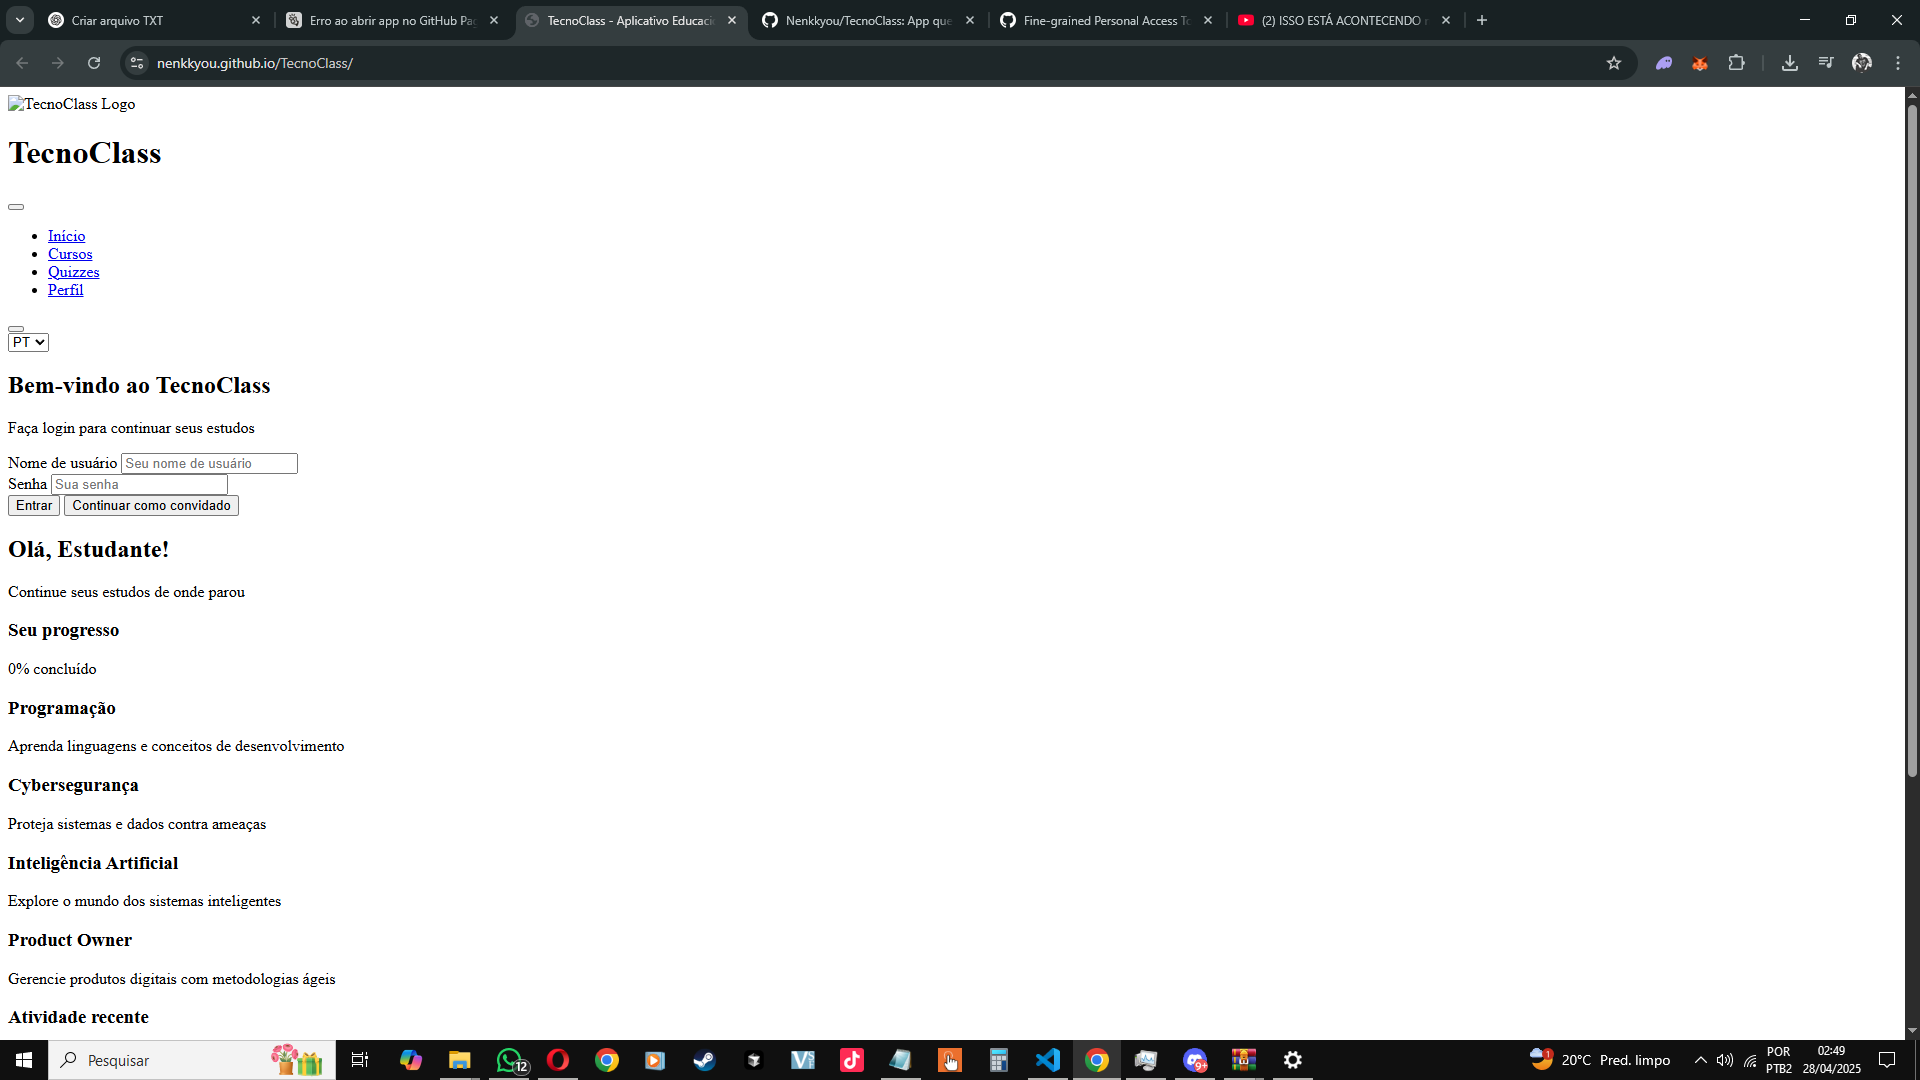 Criar arquivo TXT
Erro ao abrir app no GitHub Pag
TecnoClass - Aplicativo Educaci
Nenkkyou/TecnoClass: App que
Fine-grained Personal Access To
(2) ISSO ESTÁ ACONTECENDO
nenkkyou.github.io/TecnoClass/
TecnoClass Logo
TecnoClass
Início
Cursos
Quizzes
Perfil
PT
Bem-vindo ao TecnoClass
Faça login para continuar seus estudos
Nome de usuário Seu nome de usuário
Senha Sua senha
Entrar Continuar como convidado
Olá, Estudante!
Continue seus estudos de onde parou
Seu progresso
0% concluído
Programação
Aprenda linguagens e conceitos de desenvolvimento
Cybersegurança
Proteja sistemas e dados contra ameaças
Inteligência Artificial
Explore o mundo dos sistemas inteligentes
Product Owner
Gerencie produtos digitais com metodologias ágeis
Atividade recente
Pesquisar
12
9+
1
20°C Pred. limpo
POR
PTB2
02:49
28/04/2025